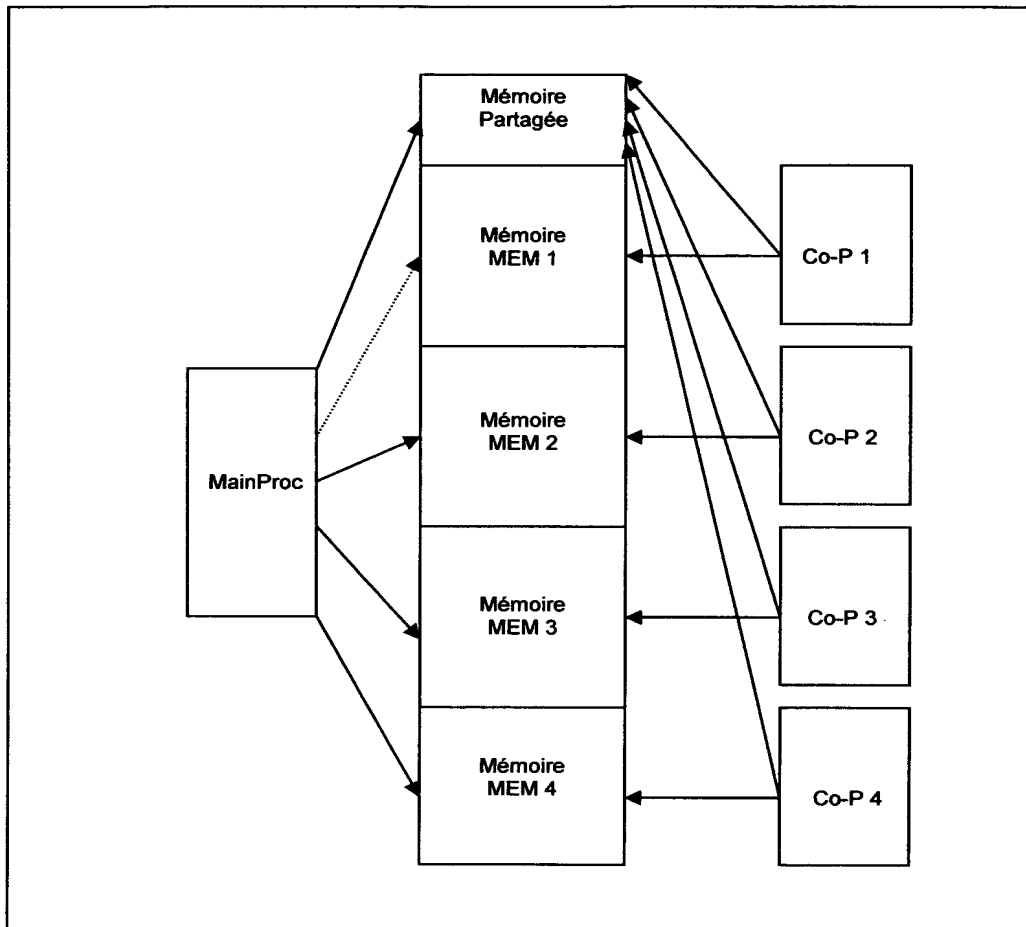 Mémoire
Partagée
Mémoire
MEM 1
Co-P 1
Mémoire
MEM 2
Co-P 2
MainProc
Mémoire
MEM 3
Co-P 3
Mémoire
MEM 4
Co-P 4